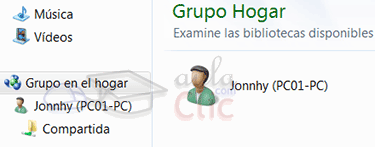 Música
Vídeos
Grupo en el hogar
Jonnhy (PC01-PC)
Compartida
Grupo Hogar
Examine las bibliotecas disponibles
Jonnhy (PC01-PC)
aula
Clic
.com